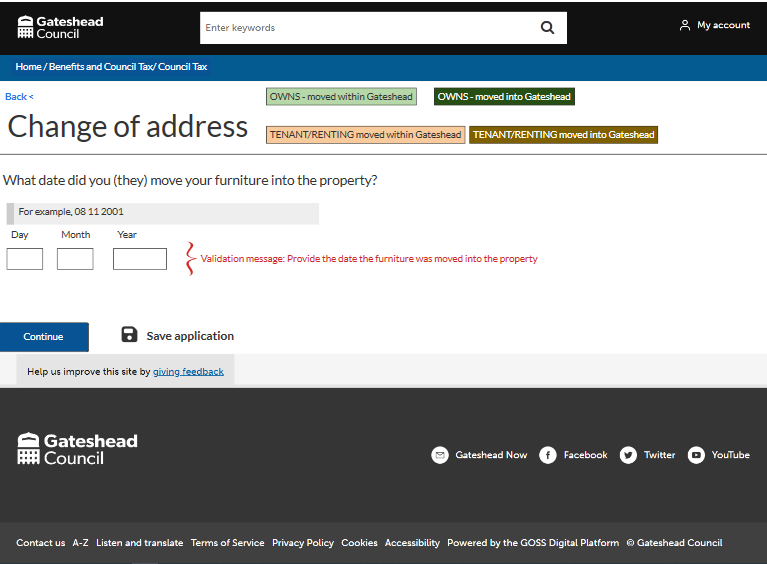 Gateshead
Council
Enter keywords
My account
Home / Benefits and Council Tax/ Council Tax
Back <
OWNS - moved within Gateshead
OWNS - moved into Gateshead
Change of address
TENANT/RENTING moved within Gateshead
TENANT/RENTING moved into Gateshead
What date did you (they) move your furniture into the property?
For example, 08 11 2001
Day Month Year
Validation message: Provide the date the furniture was moved into the property
Continue
Save application
Help us improve this site by giving feedback
Gateshead
Council
Gateshead Now Facebook Twitter YouTube
Contact us A-Z Listen and translate Terms of Service Privacy Policy Cookies Accessibility Powered by the GOSS Digital Platform © Gateshead Council